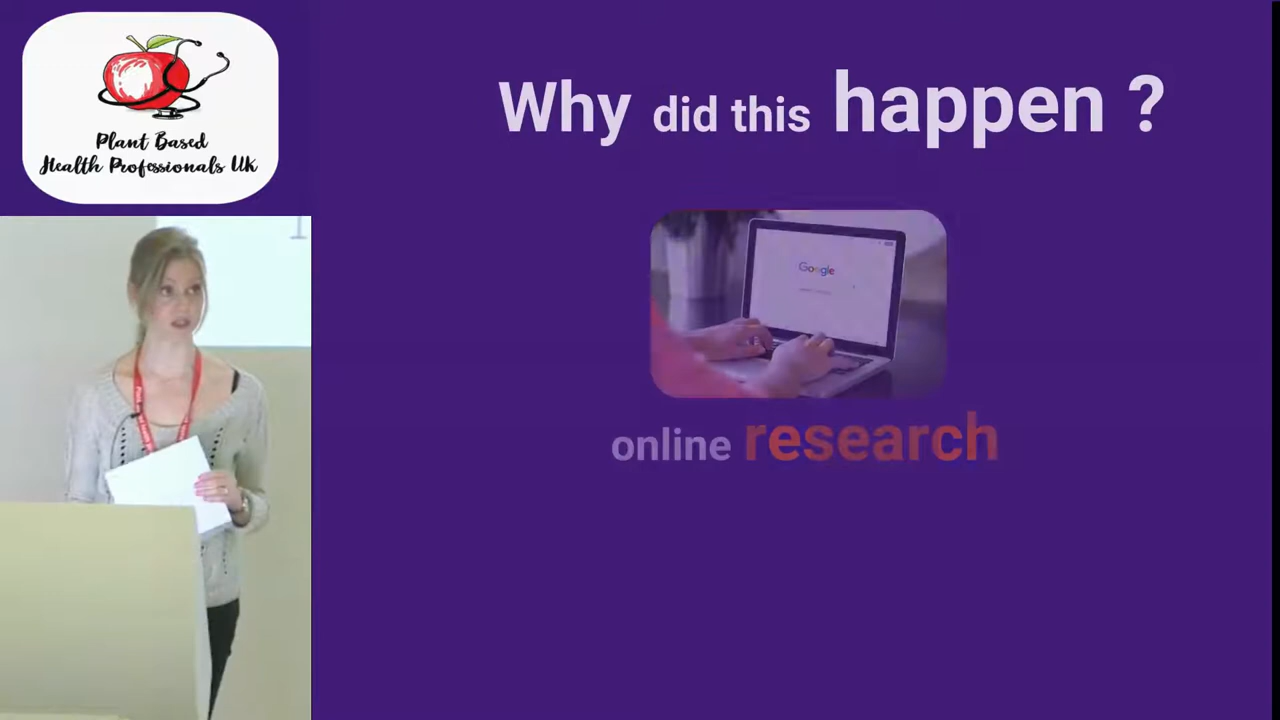 Plant Based
Health Professionals UK
Why did this happen ?
Google
online research